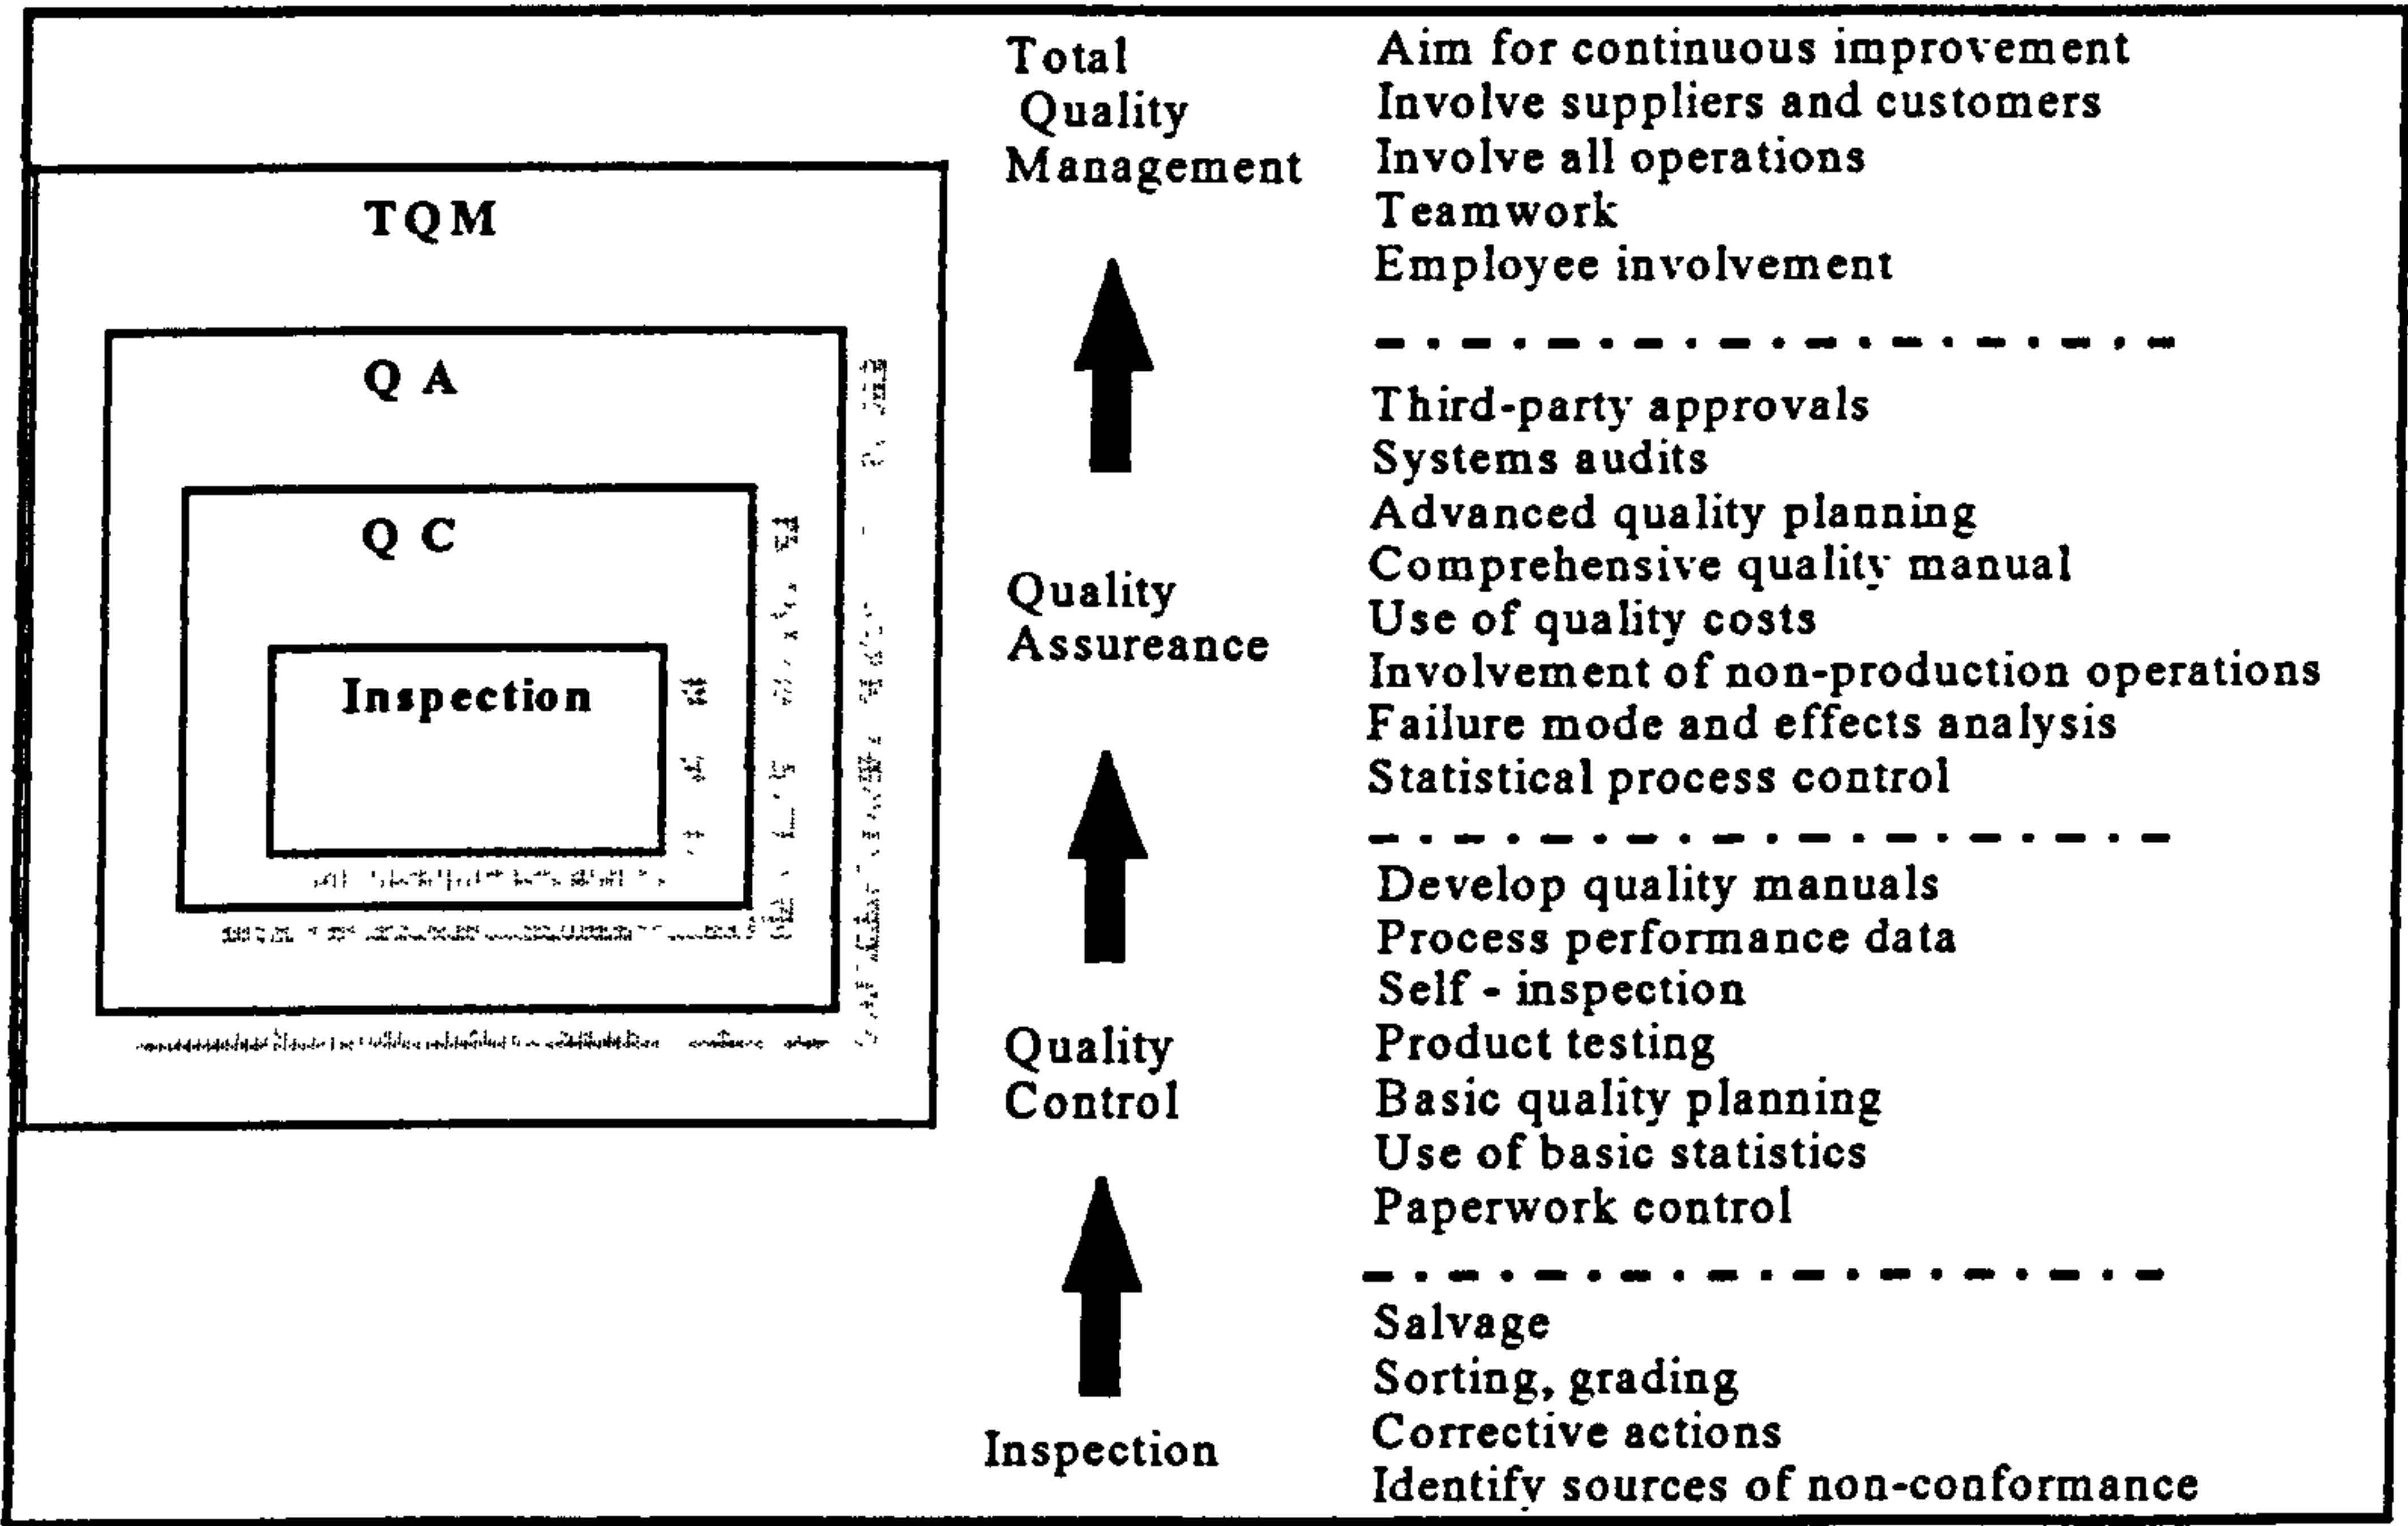 TQM
Q A
Q C
Inspection
Total
Quality
Management
Quality
Assureance
Quality
Control
Inspection
Aim for continuous improvement
Involve suppliers and customers
Involve all operations
Teamwork
Employee involvement
Third-party approvals
Systems audits
Advanced quality planning
Comprehensive quality manual
Use of quality costs
Involvement of non-production operations
Failure mode and effects analysis
Statistical process control
Develop quality manuals
Process performance data
Self - inspection
Product testing
Basic quality planning
Use of basic statistics
Paperwork control
Salvage
Sorting, grading
Corrective actions
Identify sources of non-conformance